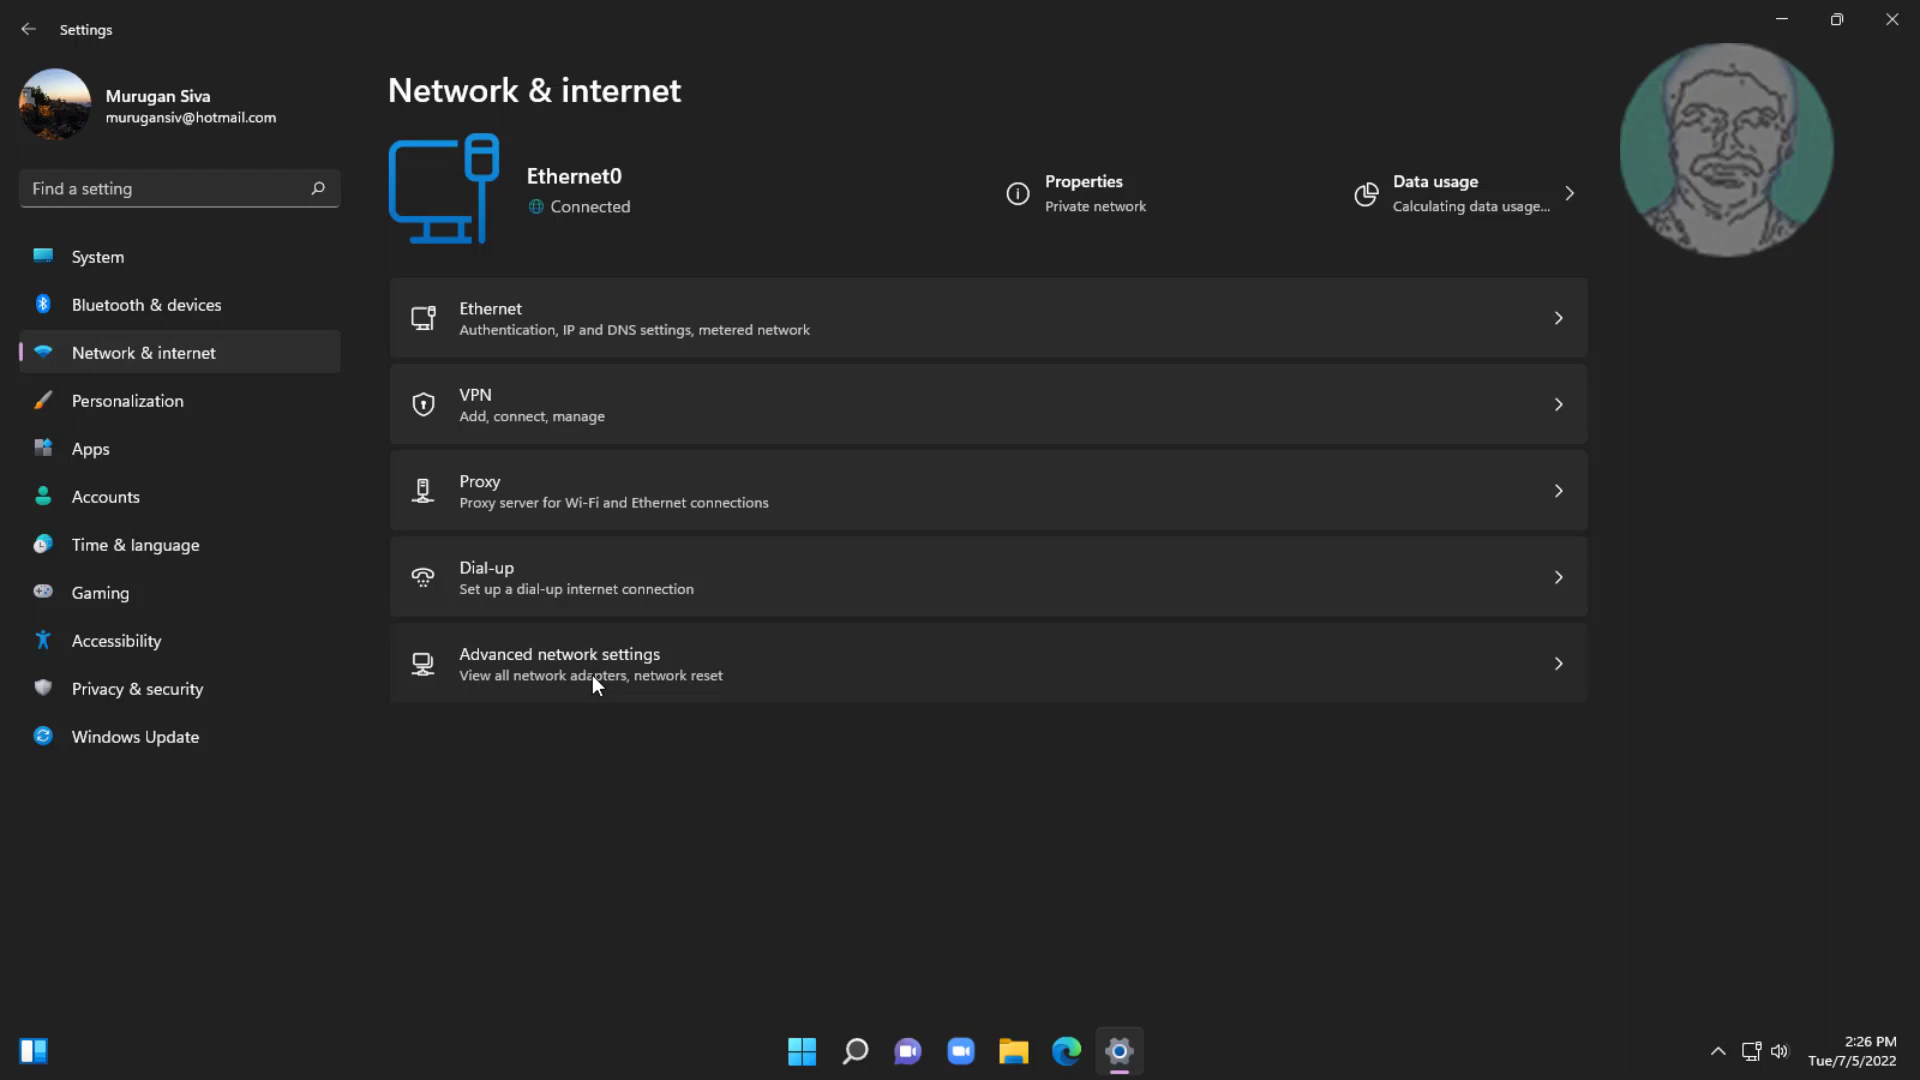 Settings
Murugan Siva
murugansiv@hotmail.com
Find a setting
System
Bluetooth & devices
Network & internet
Personalization
Apps
Accounts
Time & language
Gaming
Accessibility
Privacy & security
Windows Update
Network & internet
Ethernet0
Connected
Properties
Private network
Data usage
Calculating data usage...
Ethernet
Authentication, IP and DNS settings, metered network
VPN
Add, connect, manage
Proxy
Proxy server for Wi-Fi and Ethernet connections
Dial-up
Set up a dial-up internet connection
Advanced network settings
View all network adapters, network reset
2:26 PM
Tue/7/5/2022